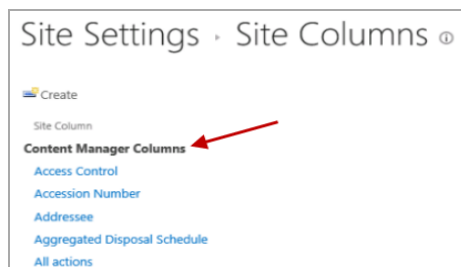 Site Settings › Site Columns
Create
Site Column
Content Manager Columns
Access Control
Accession Number
Addressee
Aggregated Disposal Schedule
All actions